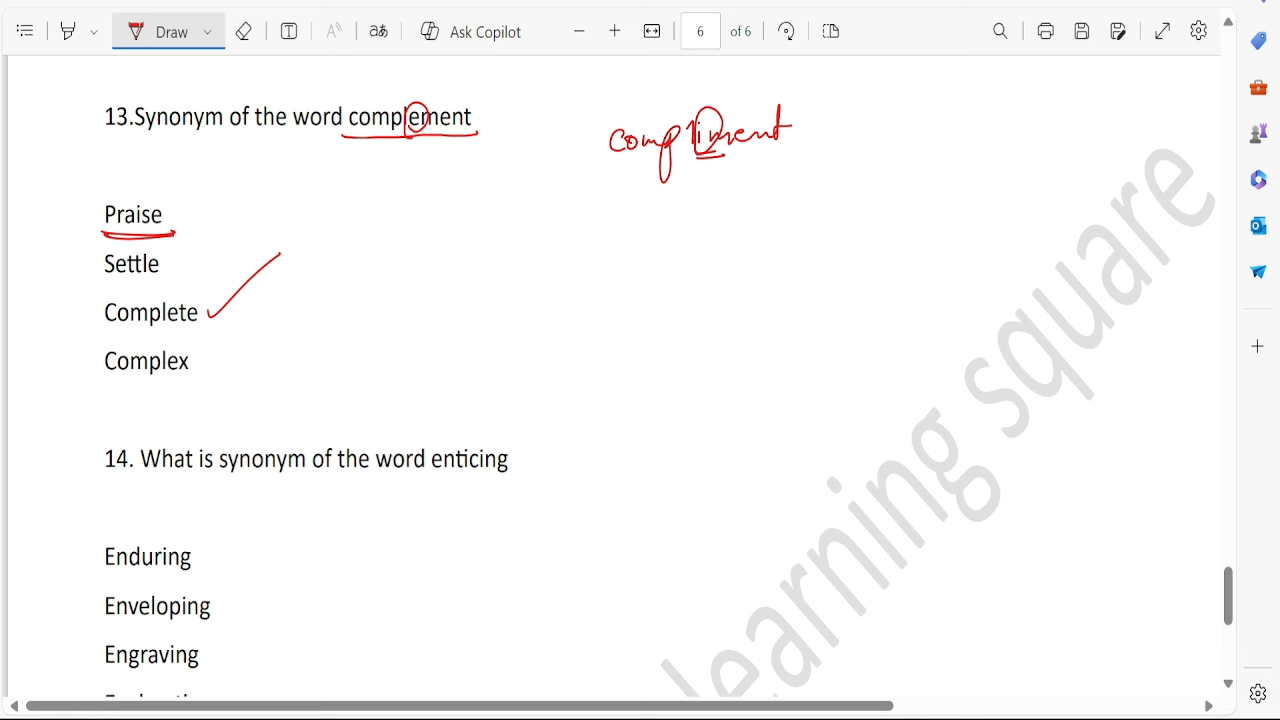 Draw
Ask Copilot
6 of 6
13.Synonym of the word complement
compliment
Praise
Settle
Complete
Complex
14. What is synonym of the word enticing
Enduring
Enveloping
Engraving
learning square